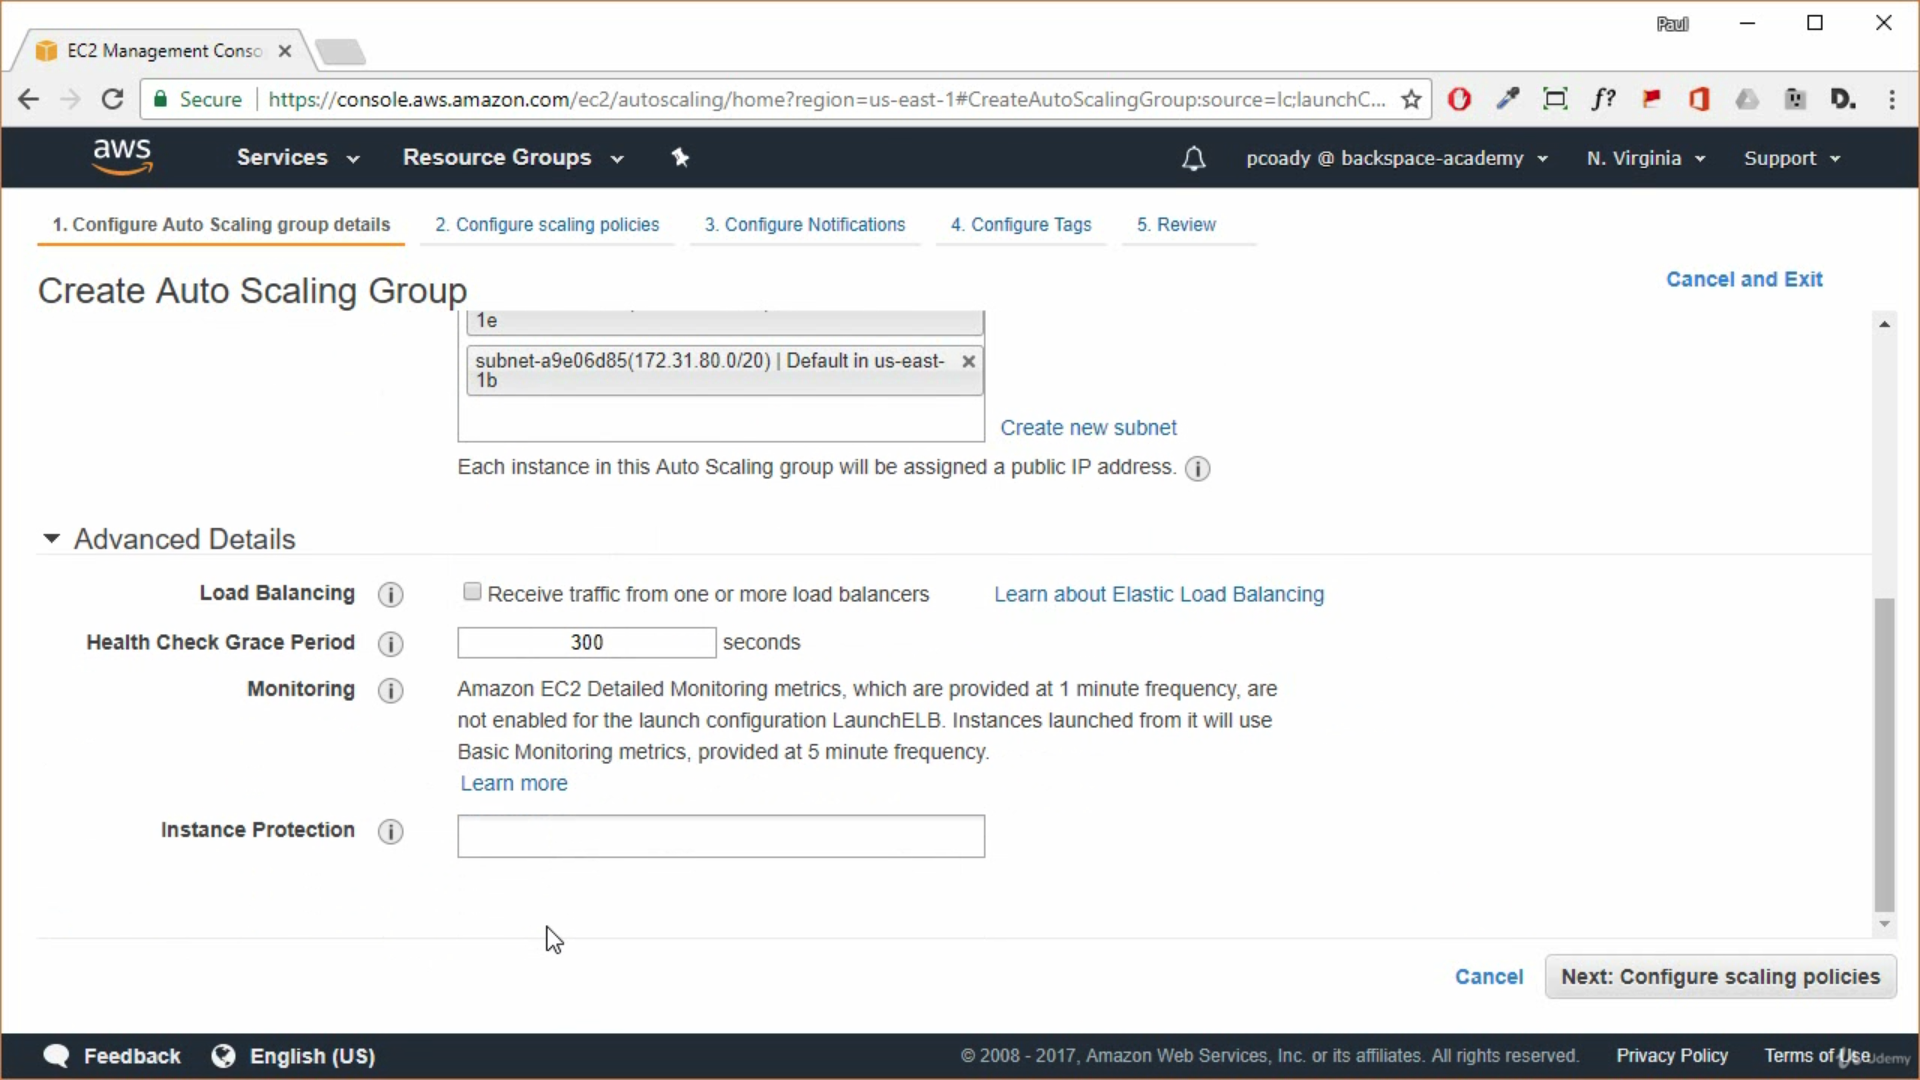 Paul
EC2 Management Conso
Secure https://console.aws.amazon.com/ec2/autoscaling/home?region=us-east-1#CreateAutoScalingGroup:source=lc;launchC...
f?
D.
aws Services Resource Groups pcoady @ backspace-academy N. Virginia Support
1. Configure Auto Scaling group details 2. Configure scaling policies 3. Configure Notifications 4. Configure Tags 5. Review
Create Auto Scaling Group
Cancel and Exit
1e
subnet-a9e06d85(172.31.80.0/20) | Default in us-east-
1b
Create new subnet
Each instance in this Auto Scaling group will be assigned a public IP address.
Advanced Details
Load Balancing Receive traffic from one or more load balancers Learn about Elastic Load Balancing
Health Check Grace Period 300 seconds
Monitoring Amazon EC2 Detailed Monitoring metrics, which are provided at 1 minute frequency, are
not enabled for the launch configuration LaunchELB. Instances launched from it will use
Basic Monitoring metrics, provided at 5 minute frequency.
Learn more
Instance Protection
Cancel Next: Configure scaling policies
Feedback English (US) © 2008 - 2017, Amazon Web Services, Inc. or its affiliates. All rights reserved. Privacy Policy Terms of Use
Udemy